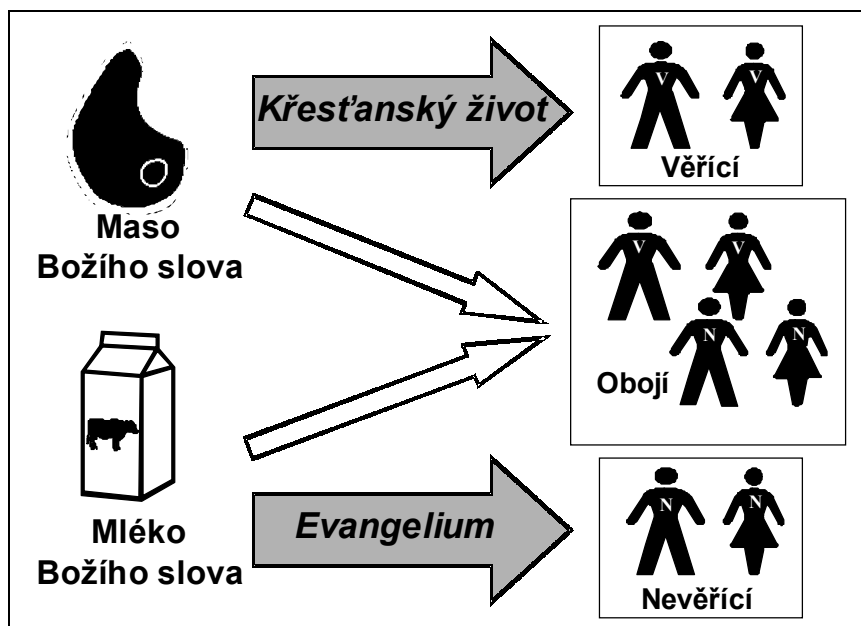 Křesťanský život
V V
Věřící
Maso
Božího slova
V V
N N
Obojí
Mléko
Božího slova
Evangelium
N N
Nevěřící